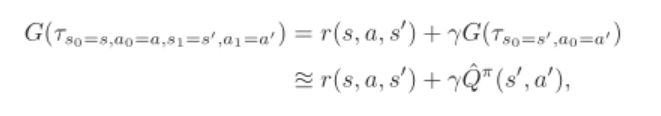 G(τ_{s_0=s,a_0=a,s_1=s',a_1=a'}) = r(s, a, s') + γG(τ_{s_0=s',a_0=a'})
≊ r(s, a, s') + γQ̂^π(s', a'),